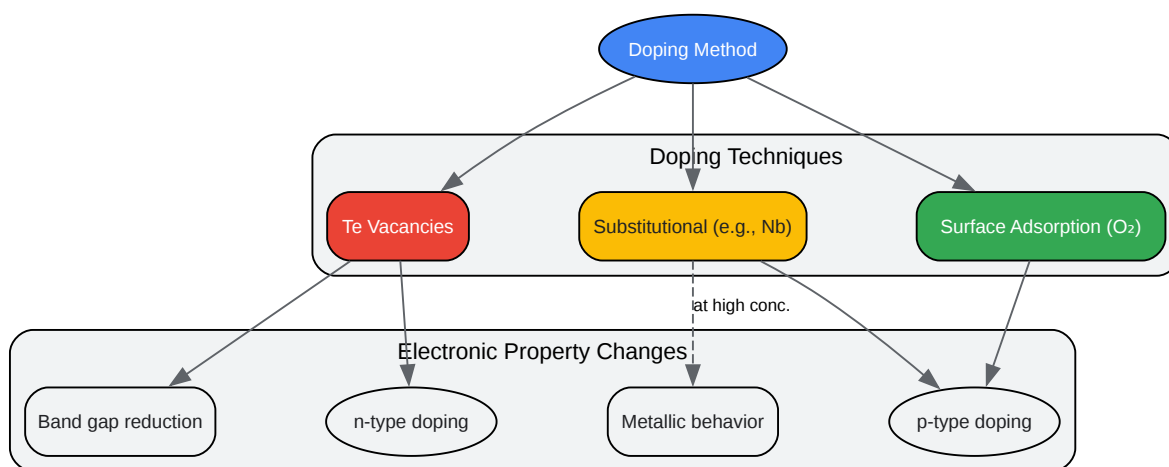 Doping Method
Doping Techniques
Te Vacancies
Substitutional (e.g., Nb)
Surface Adsorption (O₂)
at high conc.
Electronic Property Changes
Band gap reduction
n-type doping
Metallic behavior
p-type doping